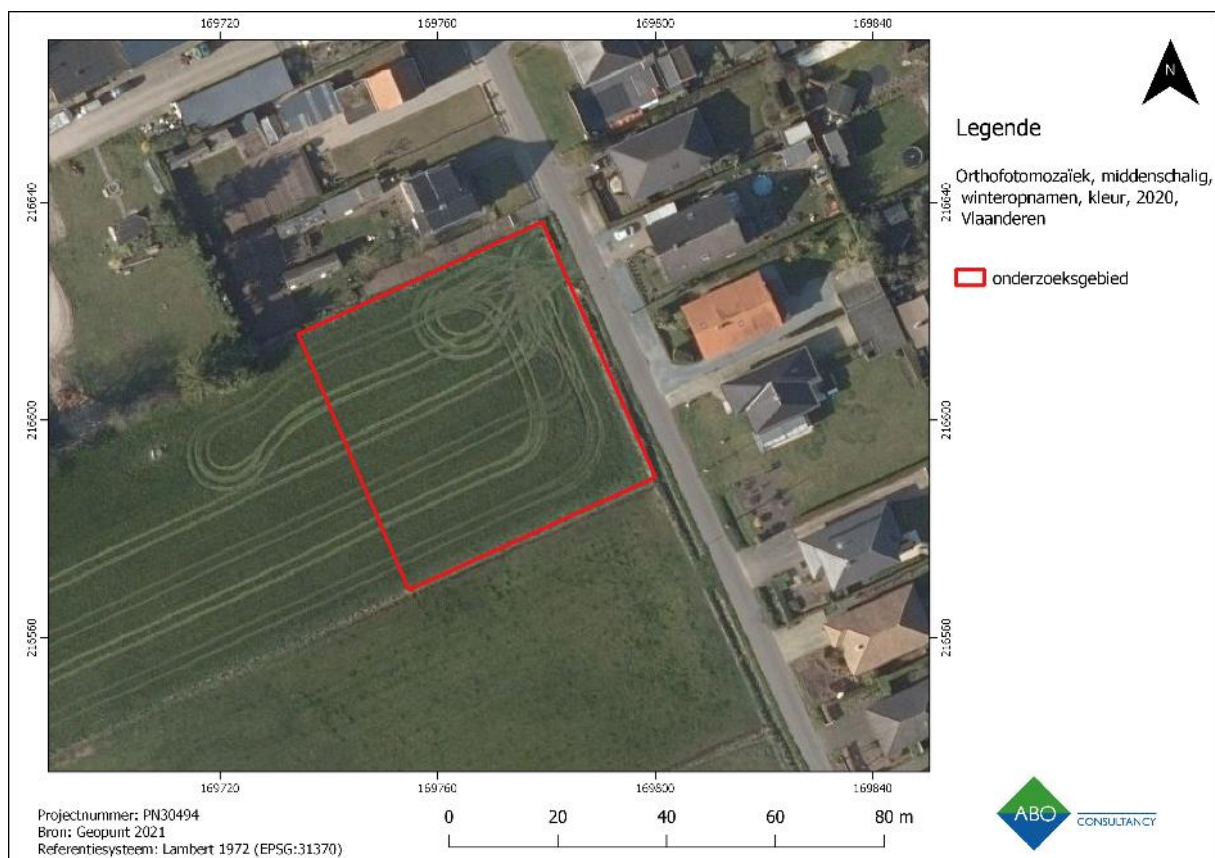 169720 169760 169800 169840
N
Legende
Orthofotomozaïek, middenschalig,
winteropnamen, kleur, 2020,
Vlaanderen
onderzoeksgebied
216640 216640
216600 216600
216560 216560
169720 169760 169800 169840
Projectnummer: PN30494
Bron: Geopunt 2021
Referentiesysteem: Lambert 1972 (EPSG:31370)
0 20 40 60 80 m
ABO CONSULTANCY